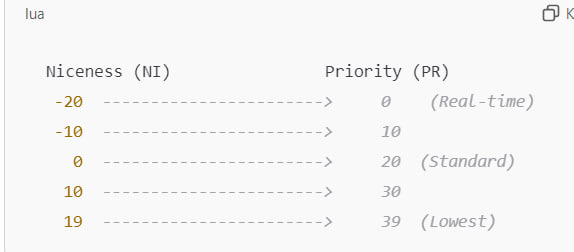 lua K
Niceness (NI) Priority (PR)
-20 ------------------------> 0 (Real-time)
-10 ------------------------> 10
0 ------------------------> 20 (Standard)
10 ------------------------> 30
19 ------------------------> 39 (Lowest)